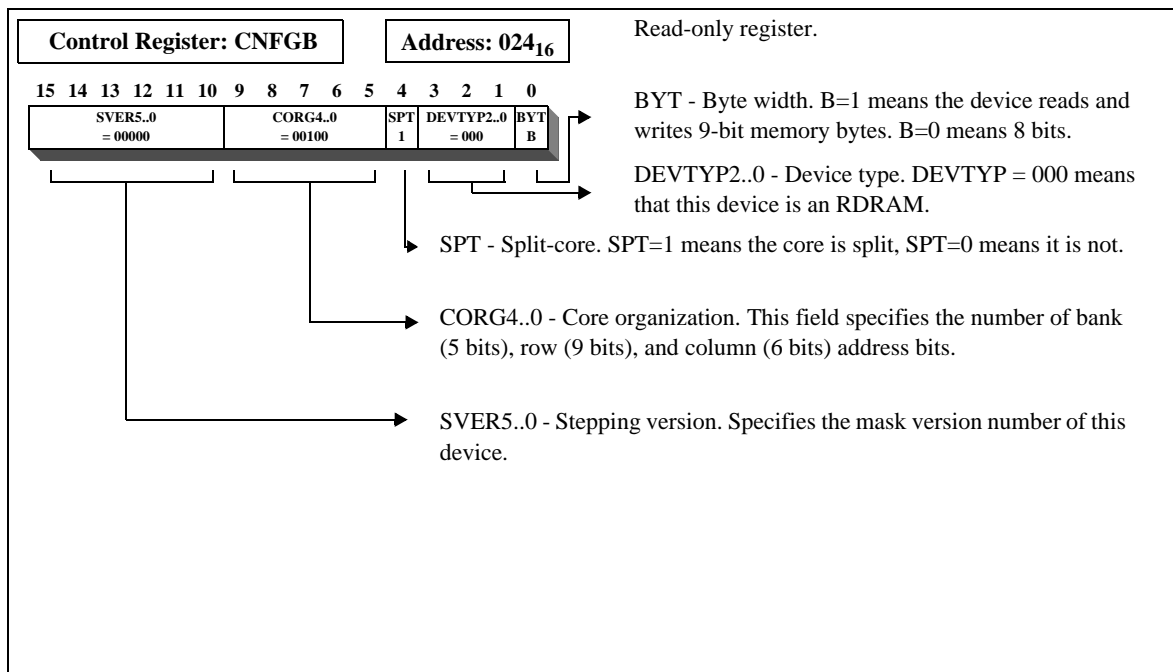 Control Register: CNFGB
Address: 024₁₆
Read-only register.
15 14 13 12 11 10 9 8 7 6 5 4 3 2 1 0
SVER5..0
= 00000
CORG4..0
= 00100
SPT
1
DEVTYP2..0
= 000
BYT
B
BYT - Byte width. B=1 means the device reads and
writes 9-bit memory bytes. B=0 means 8 bits.
DEVTYP2..0 - Device type. DEVTYP = 000 means
that this device is an RDRAM.
SPT - Split-core. SPT=1 means the core is split, SPT=0 means it is not.
CORG4..0 - Core organization. This field specifies the number of bank
(5 bits), row (9 bits), and column (6 bits) address bits.
SVER5..0 - Stepping version. Specifies the mask version number of this
device.